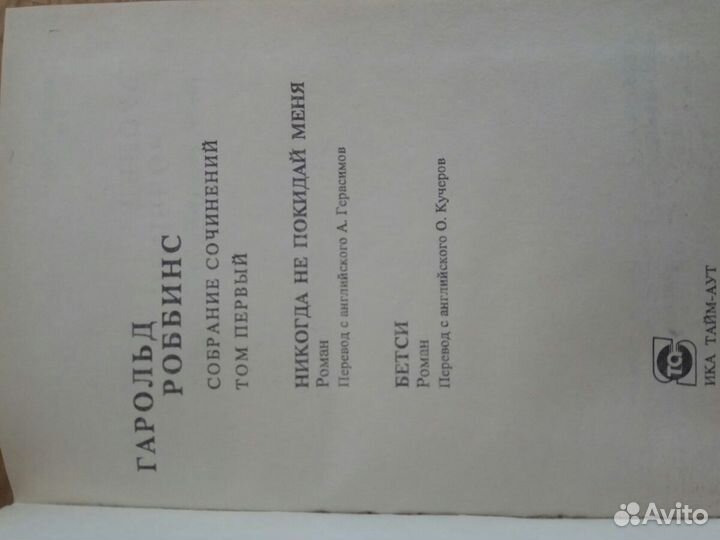 ГАРОЛЬД
РОББИНС
СОБРАНИЕ СОЧИНЕНИЙ
ТОМ ПЕРВЫЙ
НИКОГДА НЕ ПОКИДАЙ МЕНЯ
Роман
Перевод с английского А. Герасимов
БЕТСИ
Роман
Перевод с английского О. Кучеров
ИКА ТАЙМ-АУТ
Avito